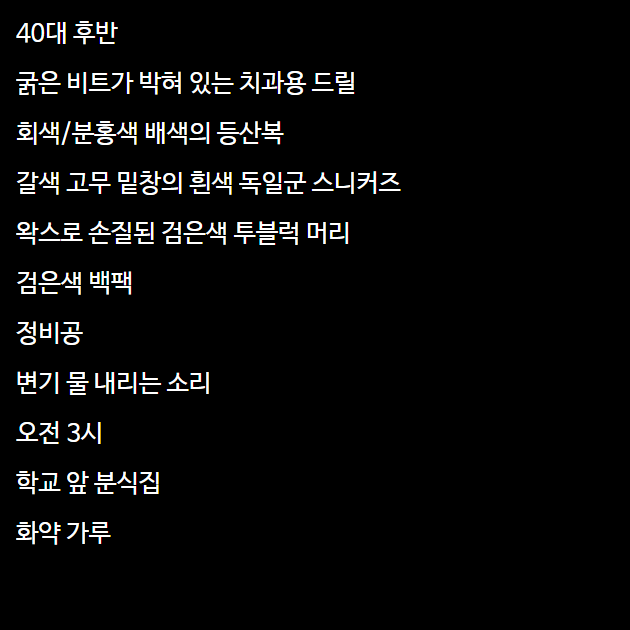 40대 후반
굵은 비트가 박혀 있는 치과용 드릴
회색/분홍색 배색의 등산복
갈색 고무 밑창의 흰색 독일군 스니커즈
왁스로 손질된 검은색 투블럭 머리
검은색 백팩
정비공
변기 물 내리는 소리
오전 3시
학교 앞 분식집
화약 가루